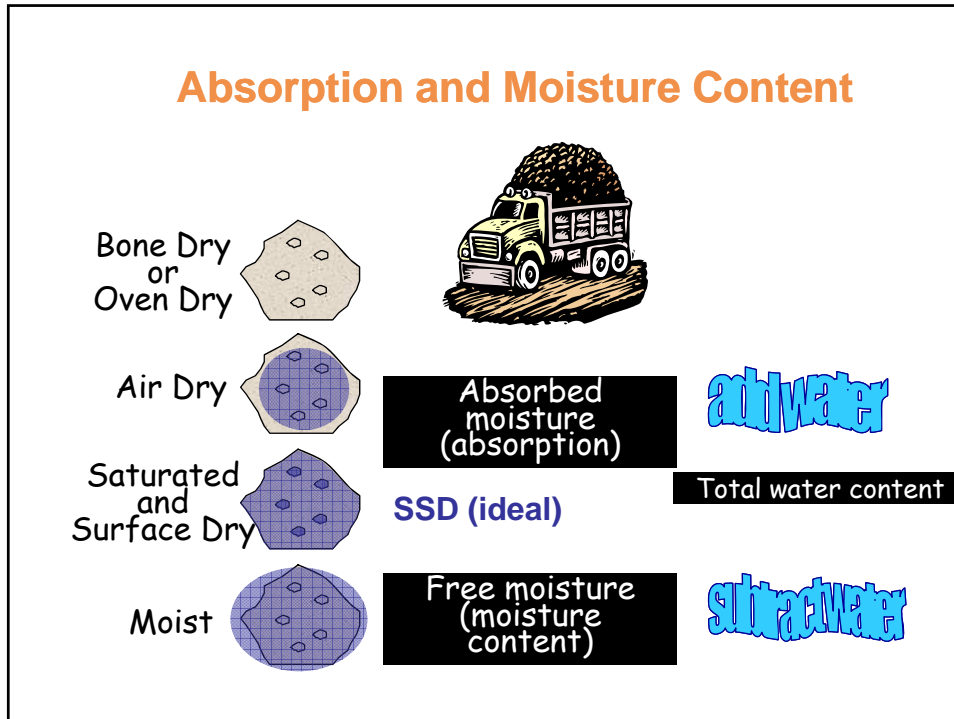 Absorption and Moisture Content
Bone Dry
or
Oven Dry
Air Dry
Absorbed
moisture
(absorption)
add water
Saturated
and
Surface Dry
SSD (ideal)
Total water content
Moist
Free moisture
(moisture
content)
subtract water